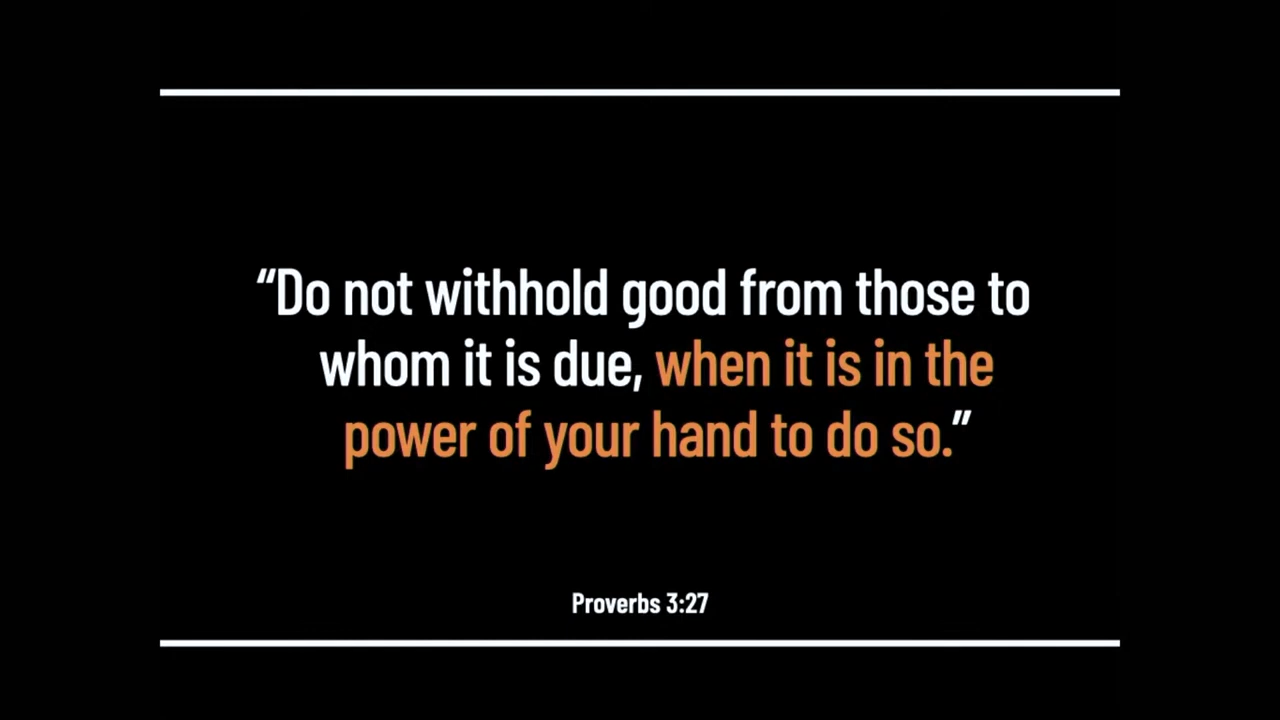 “Do not withhold good from those to
whom it is due, when it is in the
power of your hand to do so.”
Proverbs 3:27